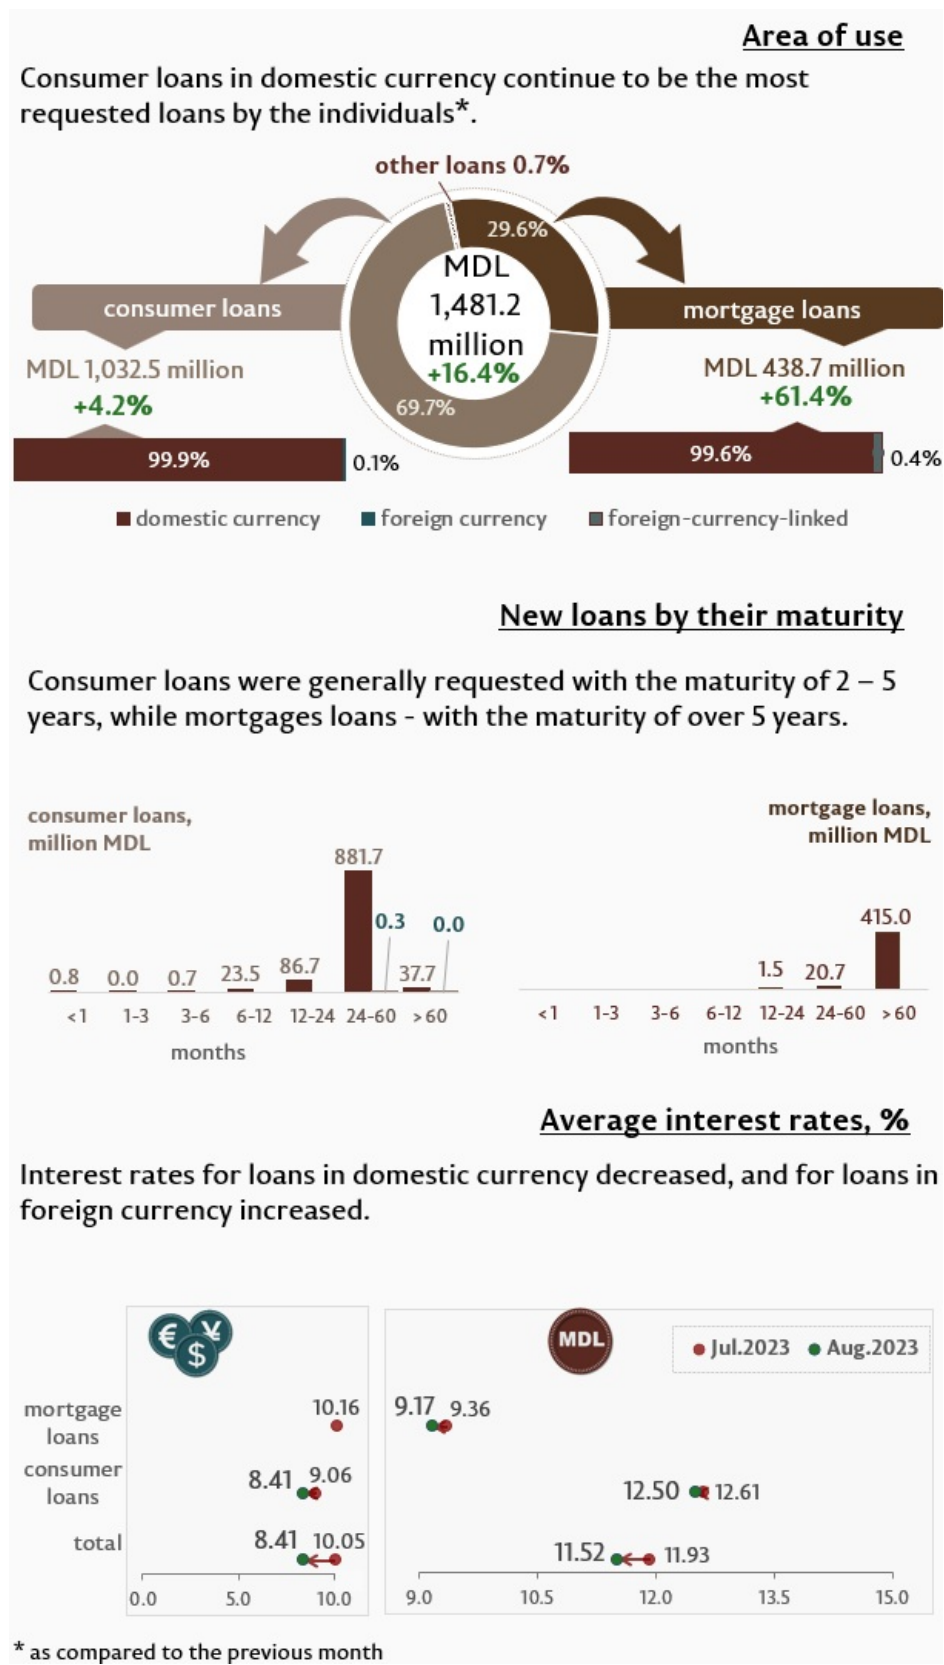 Area of use
Consumer loans in domestic currency continue to be the most
requested loans by the individuals*.
other loans 0.7%
29.6%
MDL
1,481.2
million
+16.4%
69.7%
consumer loans
MDL 1,032.5 million
+4.2%
99.9%
0.1%
mortgage loans
MDL 438.7 million
+61.4%
99.6%
0.4%
domestic currency
foreign currency
foreign-currency-linked
New loans by their maturity
Consumer loans were generally requested with the maturity of 2 – 5
years, while mortgages loans - with the maturity of over 5 years.
consumer loans,
million MDL
0.8
0.0
0.7
23.5
86.7
881.7
0.3
37.7
0.0
<1
1-3
3-6
6-12
12-24
24-60
>60
months
mortgage loans,
million MDL
1.5
20.7
415.0
<1
1-3
3-6
6-12
12-24
24-60
>60
months
Average interest rates, %
Interest rates for loans in domestic currency decreased, and for loans in
foreign currency increased.
€
¥
$
MDL
Jul.2023
Aug.2023
mortgage
loans
10.16
9.17
9.36
consumer
loans
8.41
9.06
12.50
12.61
total
8.41
10.05
11.52
11.93
0.0
5.0
10.0
9.0
10.5
12.0
13.5
15.0
* as compared to the previous month